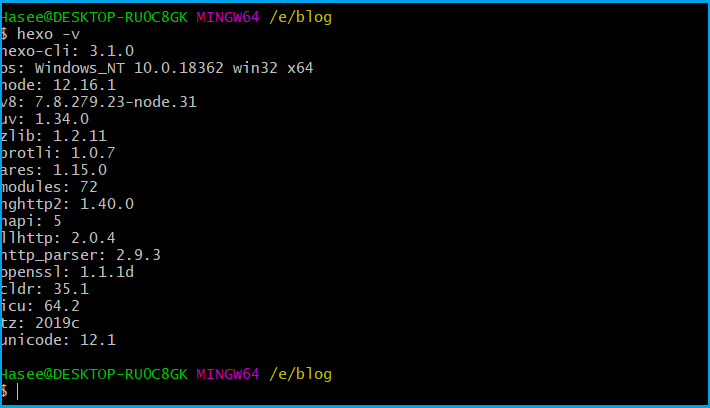 Hasee@DESKTOP-RUOC8GK MINGW64 /e/blog
$ hexo -v
hexo-cli: 3.1.0
os: Windows_NT 10.0.18362 win32 x64
node: 12.16.1
v8: 7.8.279.23-node.31
uv: 1.34.0
zlib: 1.2.11
brotli: 1.0.7
ares: 1.15.0
modules: 72
nghttp2: 1.40.0
napi: 5
llhttp: 2.0.4
http_parser: 2.9.3
openssl: 1.1.1d
cldr: 35.1
icu: 64.2
tz: 2019c
unicode: 12.1
Hasee@DESKTOP-RUOC8GK MINGW64 /e/blog
$